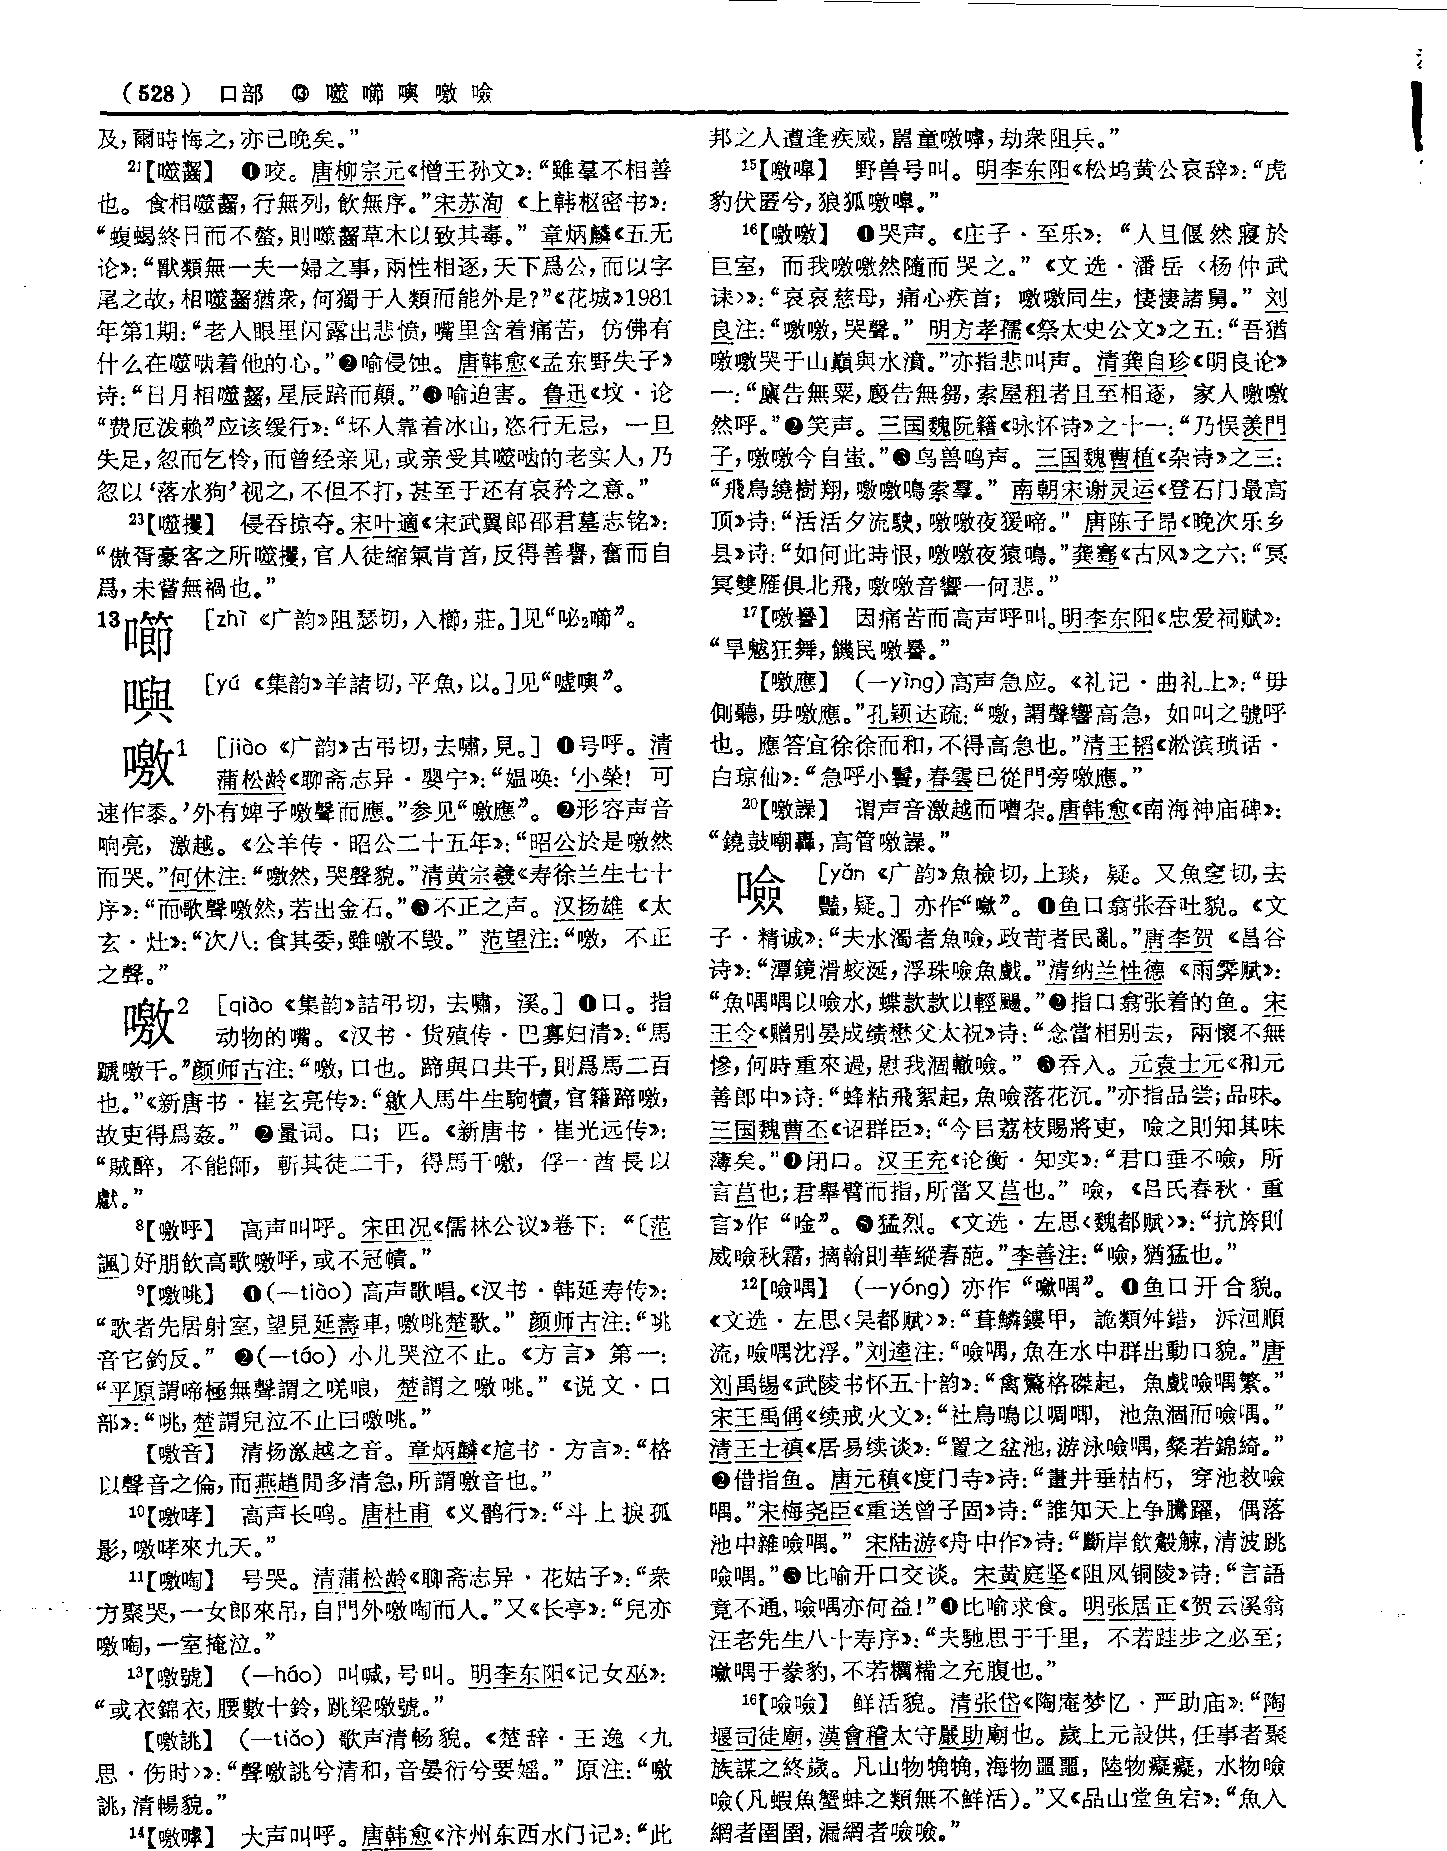 (528) 口部 ⓭ 噬 㘉 㖹 噭 噞
及，爾時悔之，亦已晚矣。”
²¹【噬齧】 ❶咬。唐柳宗元《憎王孙文》：“雖羣不相善
也。食相噬齧，行無列，飲無序。”宋苏洵《上韩枢密书》：
“蝮蝎終日而不螫，則噬齧草木以致其毒。” 章炳麟《五无
论》：“獸類無一夫一婦之事，兩性相逐，天下爲公，而以字
尾之故，相噬齧猶衆，何獨于人類而能外是？”《花城》1981
年第1期：“老人眼里闪露出悲愤，嘴里含着痛苦，仿佛有
什么在噬啮着他的心。”❷喻侵蚀。唐韩愈《孟东野失子》
诗：“日月相噬齧，星辰踣而顛。”❸喻迫害。鲁迅《坟·论
“费厄泼赖”应该缓行》：“坏人靠着冰山，恣行无忌，一旦
失足，忽而乞怜，而曾经亲见，或亲受其噬啮的老实人，乃
忽以‘落水狗’视之，不但不打，甚至于还有哀矜之意。”
²³【噬攫】 侵吞掠夺。宋叶適《宋武翼郎邵君墓志铭》：
“傲胥豪客之所噬攫，官人徒縮氣肯首，反得善譽，奮而自
爲，未嘗無禍也。”
13 [zhì 《广韵》阻瑟切，入櫛，莊。]见“咇₂”。
[yú 《集韵》羊諸切，平魚，以。]见“嘘”。
噭¹ [jiào 《广韵》古弔切，去嘯，見。] ❶号呼。清
蒲松龄《聊斋志异·婴宁》：“媪唤：‘小榮！可
速作黍。’外有婢子噭聲而應。”参见“噭應”。❷形容声音
响亮，激越。《公羊传·昭公二十五年》：“昭公於是噭然
而哭。”何休注：“噭然，哭聲貌。”清黄宗羲《寿徐兰生七十
序》：“而歌聲噭然，若出金石。”❸不正之声。汉扬雄《太
玄·灶》：“次八：食其委，雖噭不毁。” 范望注：“噭，不正
之聲。”
噭² [qiào 《集韵》詰弔切，去嘯，溪。] ❶口。指
动物的嘴。《汉书·货殖传·巴寡妇清》：“馬
蹏噭千。”颜师古注：“噭，口也。蹄與口共千，則爲馬二百
也。”《新唐书·崔玄亮传》：“歙人馬牛生駒犢，官籍蹄噭，
故吏得爲姦。” ❷量词。口；匹。《新唐书·崔光远传》：
“賊醉，不能師，斬其徒二千，得馬千噭，俘一酋長以
獻。”
⁸【噭呼】 高声叫呼。宋田况《儒林公议》卷下：“〔范
諷〕好朋飲高歌噭呼，或不冠幘。”
⁹【噭咷】 ❶(—tiào) 高声歌唱。《汉书·韩延寿传》：
“歌者先居射室，望見延壽車，噭咷楚歌。” 颜师古注：“咷
音它釣反。” ❷(—táo) 小儿哭泣不止。《方言》第一：
“平原謂啼極無聲謂之唴哴，楚謂之噭咷。”《说文·口
部》：“咷，楚謂兒泣不止曰噭咷。”
【噭音】 清扬激越之音。章炳麟《訄书·方言》：“格
以聲音之倫，而燕趙閒多清急，所謂噭音也。”
¹⁰【噭哮】 高声长鸣。唐杜甫《义鹘行》：“斗上捩孤
影，噭哮來九天。”
¹¹【噭啕】 号哭。清蒲松龄《聊斋志异·花姑子》：“衆
方聚哭，一女郎來吊，自門外噭啕而人。”又《长亭》：“兒亦
噭啕，一室掩泣。”
¹³【噭號】 (—háo) 叫喊，号叫。明李东阳《记女巫》：
“或衣錦衣，腰數十鈴，跳梁噭號。”
【噭誂】 (—tiǎo) 歌声清畅貌。《楚辞·王逸〈九
思·伤时〉》：“聲噭誂兮清和，音晏衍兮要婬。” 原注：“噭
誂，清暢貌。”
¹⁴【噭嘑】 大声叫呼。唐韩愈《汴州东西水门记》：“此
邦之人遭逢疾威，嚚童噭嘑，劫衆阻兵。”
¹⁵【噭嘷】 野兽号叫。明李东阳《松坞黄公哀辞》：“虎
豹伏匿兮，狼狐噭嘷。”
¹⁶【噭噭】 ❶哭声。《庄子·至乐》：“人且偃然寢於
巨室，而我噭噭然隨而哭之。”《文选·潘岳〈杨仲武
诔〉》：“哀哀慈母，痛心疾首；噭噭同生，悽悽諸舅。” 刘
良注：“噭噭，哭聲。” 明方孝孺《祭太史公文》之五：“吾猶
噭噭哭于山巔與水濆。”亦指悲叫声。清龚自珍《明良论》
一：“廪告無粟，廄告無芻，索屋租者且至相逐，家人噭噭
然呼。”❷笑声。三国魏阮籍《咏怀诗》之十一：“乃悮羨門
子，噭噭今自蚩。”❸鸟兽鸣声。三国魏曹植《杂诗》之三：
“飛鳥繞樹翔，噭噭鳴索羣。” 南朝宋谢灵运《登石门最高
顶》诗：“活活夕流駛，噭噭夜猨啼。” 唐陈子昂《晚次乐乡
县》诗：“如何此時恨，噭噭夜猿鳴。”龚骞《古风》之六：“冥
冥雙雁俱北飛，噭噭音響一何悲。”
¹⁷【噭譽】 因痛苦而高声呼叫。明李东阳《忠爱祠赋》：
“旱魃狂舞，饑民噭。”
【噭應】 (—yìng) 高声急应。《礼记·曲礼上》：“毋
側聽，毋噭應。”孔颖达疏：“噭，謂聲響高急，如叫之號呼
也。應答宜徐徐而和，不得高急也。”清王韬《淞滨琐话·
白琼仙》：“急呼小鬟，春雲已從門旁噭應。”
²⁰【噭譟】 谓声音激越而嘈杂。唐韩愈《南海神庙碑》：
“鐃鼓嘲轟，高管噭譟。”
噞 [yǎn 《广韵》魚檢切，上琰，疑。又魚窆切，去
豔，疑。] 亦作“”。❶鱼口翕张吞吐貌。《文
子·精诚》：“夫水濁者魚噞，政苛者民亂。”唐李贺《昌谷
诗》：“潭鏡滑蛟涎，浮珠噞魚戲。”清纳兰性德《雨霁赋》：
“魚喁喁以噞水，蝶款款以輕颺。”❷指口翕张着的鱼。宋
王令《赠别晏成绩懋父太祝》诗：“念當相别去，兩懷不無
慘，何時重來過，慰我涸轍噞。” ❸吞入。元袁士元《和元
善郎中》诗：“蜂粘飛絮起，魚噞落花沉。”亦指品尝；品味。
三国魏曹丕《诏群臣》：“今日荔枝賜將吏，噞之則知其味
薄矣。”❹闭口。汉王充《论衡·知实》：“君口垂不噞，所
言莒也；君舉臂而指，所當又莒也。” 噞，《吕氏春秋·重
言》作“唫”。❺猛烈。《文选·左思〈魏都赋〉》：“抗旍則
威噞秋霜，摛翰則華縱春葩。”李善注：“噞，猶猛也。”
¹²【噞喁】 (—yóng) 亦作“喁”。❶鱼口开合貌。
《文选·左思〈吴都赋〉》：“葺鱗鏤甲，詭類舛錯，泝洄順
流，噞喁沈浮。”刘逵注：“噞喁，魚在水中群出動口貌。”唐
刘禹锡《武陵书怀五十韵》：“禽驚格磔起，魚戲噞喁繁。”
宋王禹偁《续戒火文》：“社鳥鳴以啁唧，池魚涸而噞喁。”
清王士禛《居易续谈》：“置之盆池，游泳噞喁，粲若錦綺。”
❷借指鱼。唐元稹《度门寺》诗：“畫井垂枯朽，穿池救噞
喁。”宋梅尧臣《重送曾子固》诗：“誰知天上争騰躍，偶落
池中雜噞喁。” 宋陆游《舟中作》诗：“斷岸飲觳觫，清波跳
噞喁。”❸比喻开口交谈。宋黄庭坚《阻风铜陵》诗：“言語
竟不通，噞喁亦何益！”❹比喻求食。明张居正《贺云溪翁
汪老先生八十寿序》：“夫馳思于千里，不若跬步之必至；
喁于豢豹，不若櫔檽之充腹也。”
¹⁶【噞噞】 鲜活貌。清张岱《陶庵梦忆·严助庙》：“陶
堰司徒廟，漢會稽太守嚴助廟也。歲上元設供，任事者聚
族謀之終歲。凡山物觕觕，海物噩噩，陸物癡癡，水物噞
噞(凡蝦魚蟹蚌之類無不鮮活)。”又《品山堂鱼宕》：“魚入
網者圉圉，漏網者噞噞。”